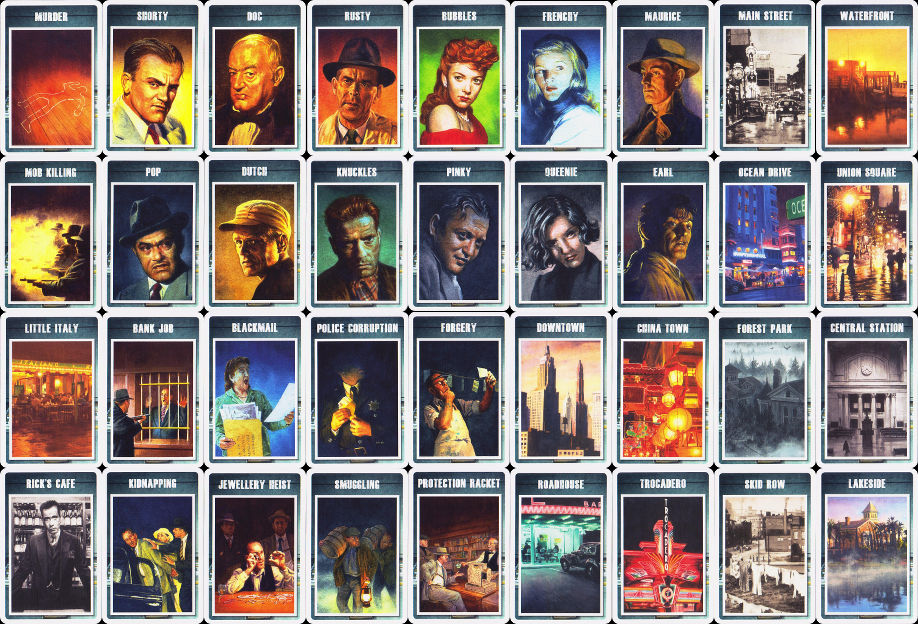 MURDER
SHORTY
DOC
RUSTY
BUBBLES
FRENCHY
MAURICE
MAIN STREET
WATERFRONT
MOB KILLING
POP
DUTCH
KNUCKLES
PINKY
QUEENIE
EARL
OCEAN DRIVE
OCE
UNION SQUARE
LITTLE ITALY
BANK JOB
BLACKMAIL
POLICE CORRUPTION
FORGERY
DOWNTOWN
CHINA TOWN
FOREST PARK
CENTRAL STATION
RICK'S CAFE
KIDNAPPING
JEWELLERY HEIST
SMUGGLING
PROTECTION RACKET
ROADHOUSE
TROCADERO
SKID ROW
LAKESIDE